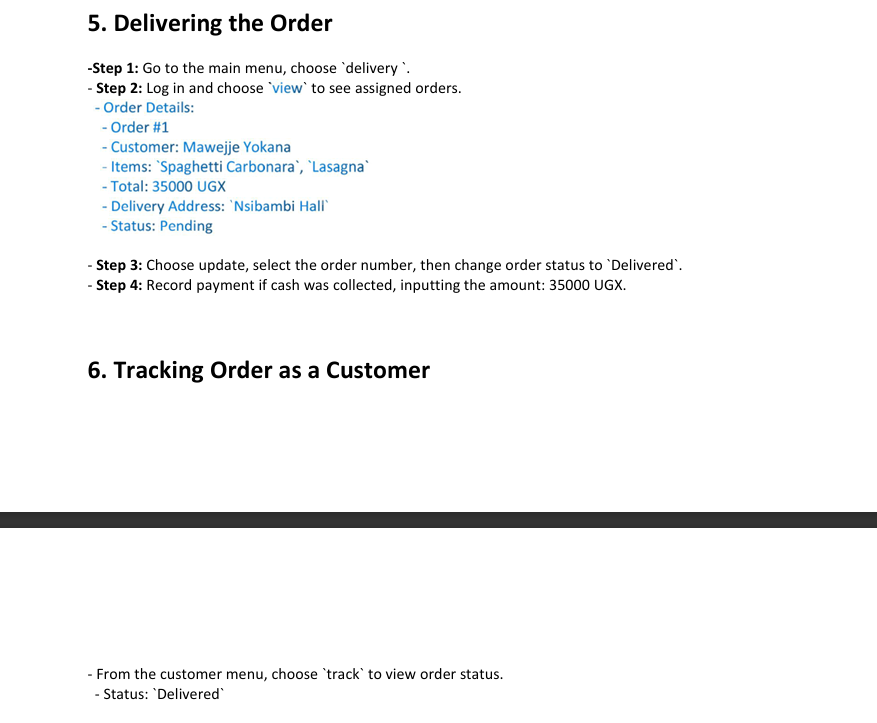 5. Delivering the Order
-Step 1: Go to the main menu, choose `delivery `.
- Step 2: Log in and choose `view` to see assigned orders.
- Order Details:
- Order #1
- Customer: Mawejje Yokana
- Items: `Spaghetti Carbonara`, `Lasagna`
- Total: 35000 UGX
- Delivery Address: `Nsibambi Hall`
- Status: Pending
- Step 3: Choose update, select the order number, then change order status to `Delivered`.
- Step 4: Record payment if cash was collected, inputting the amount: 35000 UGX.
6. Tracking Order as a Customer
- From the customer menu, choose `track` to view order status.
- Status: `Delivered`